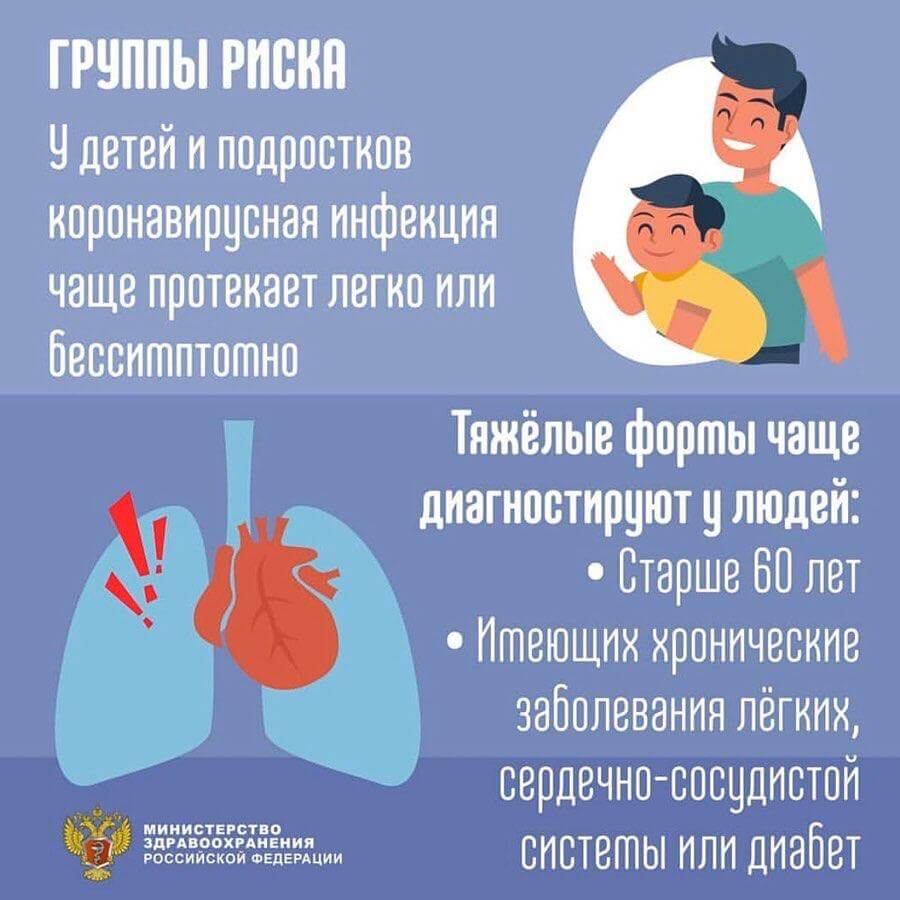 ГРУППЫ РИСКА
У детей и подростков
коронавирусная инфекция
чаще протекает легко или
бессимптомно
Тяжёлые формы чаще
диагностируют у людей:
• Старше 60 лет
• Имеющих хронические
заболевания лёгких,
сердечно-сосудистой
системы или диабет
МИНИСТЕРСТВО
ЗДРАВООХРАНЕНИЯ
РОССИЙСКОЙ ФЕДЕРАЦИИ